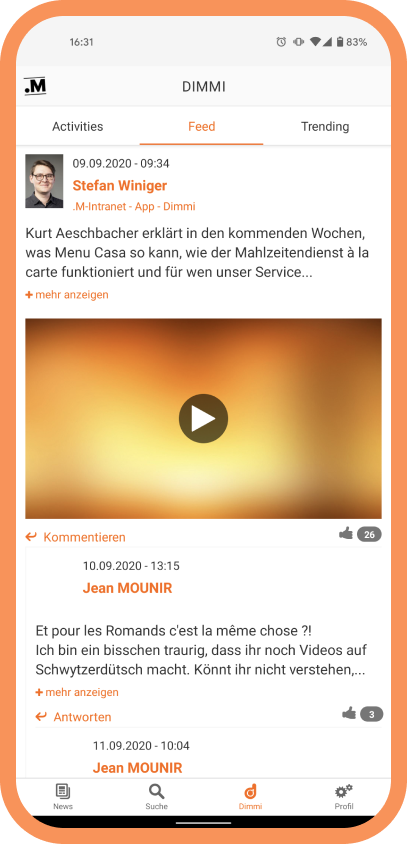 16:31
83%
.M
DIMMI
Activities
Feed
Trending
09.09.2020 - 09:34
Stefan Winiger
.M-Intranet - App - Dimmi
Kurt Aeschbacher erklärt in den kommenden Wochen,
was Menu Casa so kann, wie der Mahlzeitendienst à la
carte funktioniert und für wen unser Service...
+ mehr anzeigen
Kommentieren
26
10.09.2020 - 13:15
Jean MOUNIR
Et pour les Romands c'est la même chose ?!
Ich bin ein bisschen traurig, dass ihr noch Videos auf
Schwytzerdütsch macht. Könnt ihr nicht verstehen,...
+ mehr anzeigen
Antworten
3
11.09.2020 - 10:04
Jean MOUNIR
News
Suche
Dimmi
Profil